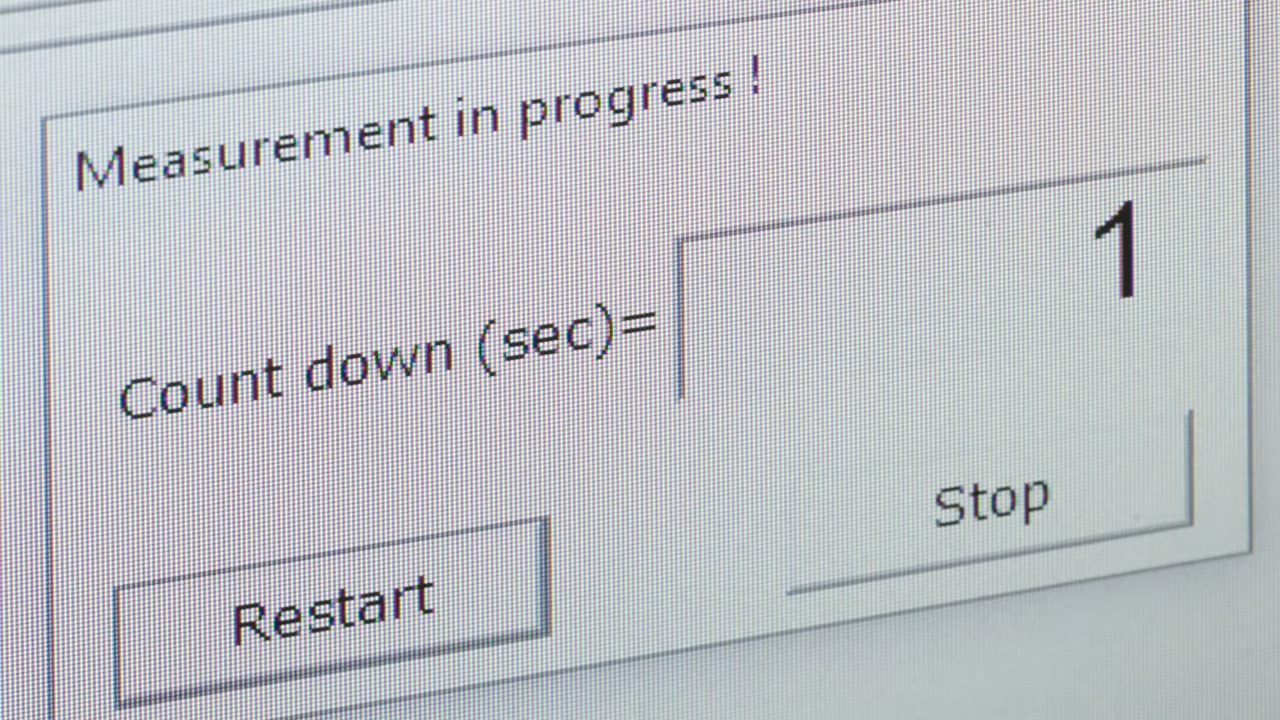 Measurement in progress !
Count down (sec)= 1
Restart
Stop